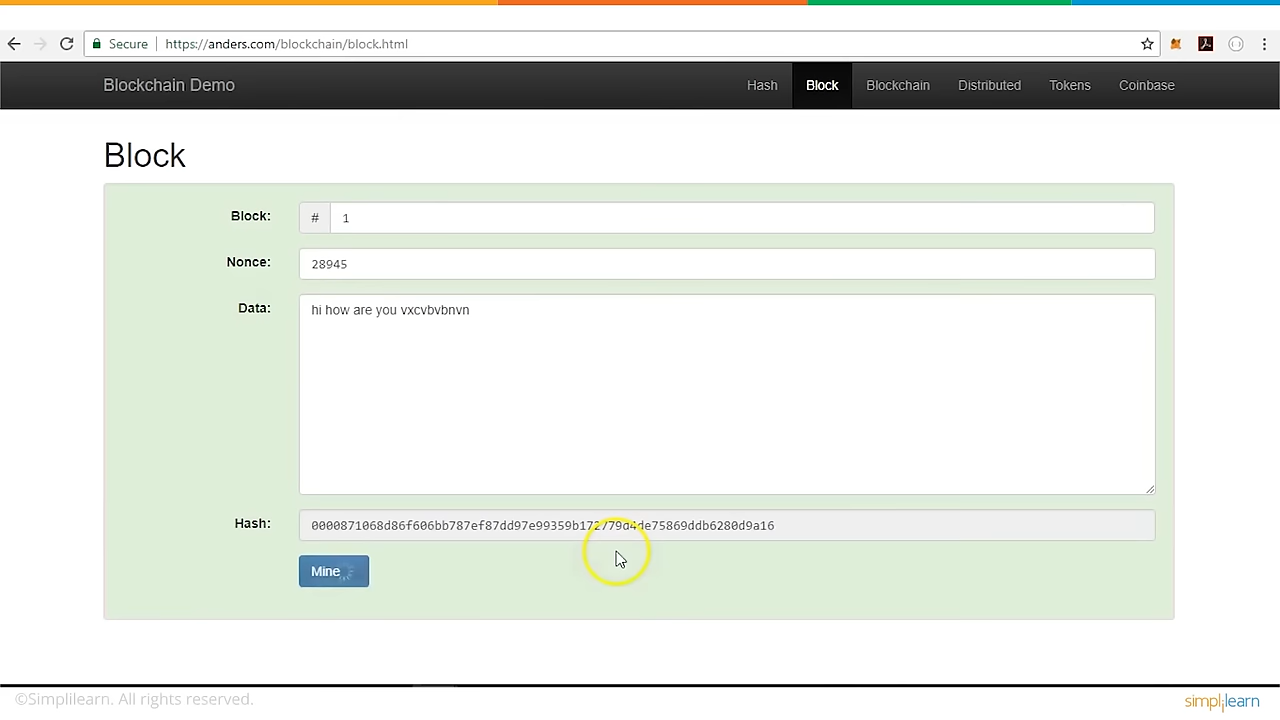 Secure | https://anders.com/blockchain/block.html
Blockchain Demo Hash Block Blockchain Distributed Tokens Coinbase
Block
Block: # 1
Nonce: 28945
Data: hi how are you vxcvbvbnvn
Hash: 0000871068d86f606bb787ef87dd97e99359b172779d4de75869ddb6280d9a16
Mine
©Simplilearn. All rights reserved. simplilearn